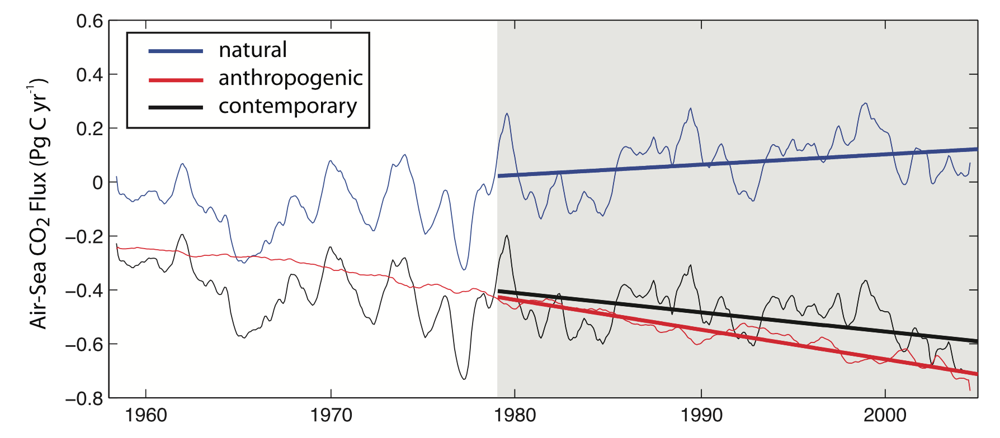 0.6
0.4
0.2
0
−0.2
−0.4
−0.6
−0.8
Air-Sea CO2 Flux (Pg C yr-1)
natural
anthropogenic
contemporary
1960 1970 1980 1990 2000